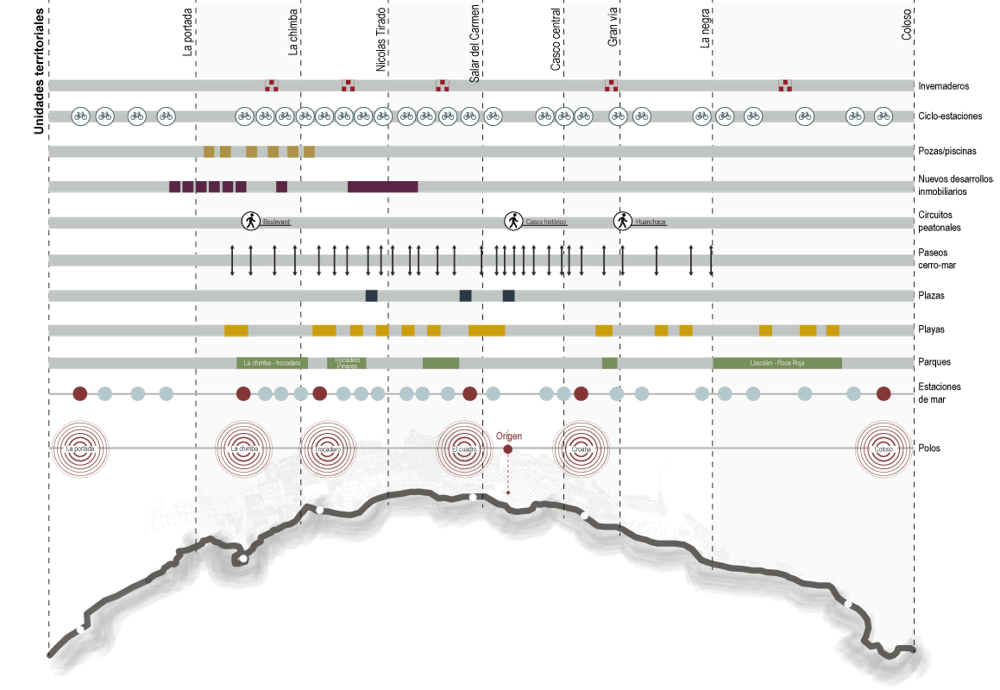 Unidades territoriales
La portada
La chimba
Nicolas Tirado
Salar del Carmen
Casco central
Gran via
La negra
Coloso
Invernaderos
Ciclo-estaciones
Pozas/piscinas
Nuevos desarrollos
inmobiliarios
Circuitos
peatonales
Boulevard
Casco histórico
Huanchaca
Paseos
cerro-mar
Plazas
Playas
Parques
La chimba - trocadero
Trocadero
Pinares
Llacolén - Roca Roja
Estaciones
de mar
Polos
La portada
La chimba
Trocadero
El cuadro
Origen
Croata
Coloso